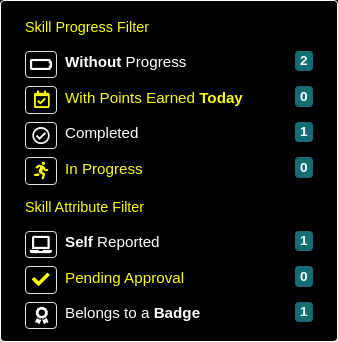 Skill Progress Filter
Without Progress 2
With Points Earned Today 0
Completed 1
In Progress 0
Skill Attribute Filter
Self Reported 1
Pending Approval 0
Belongs to a Badge 1